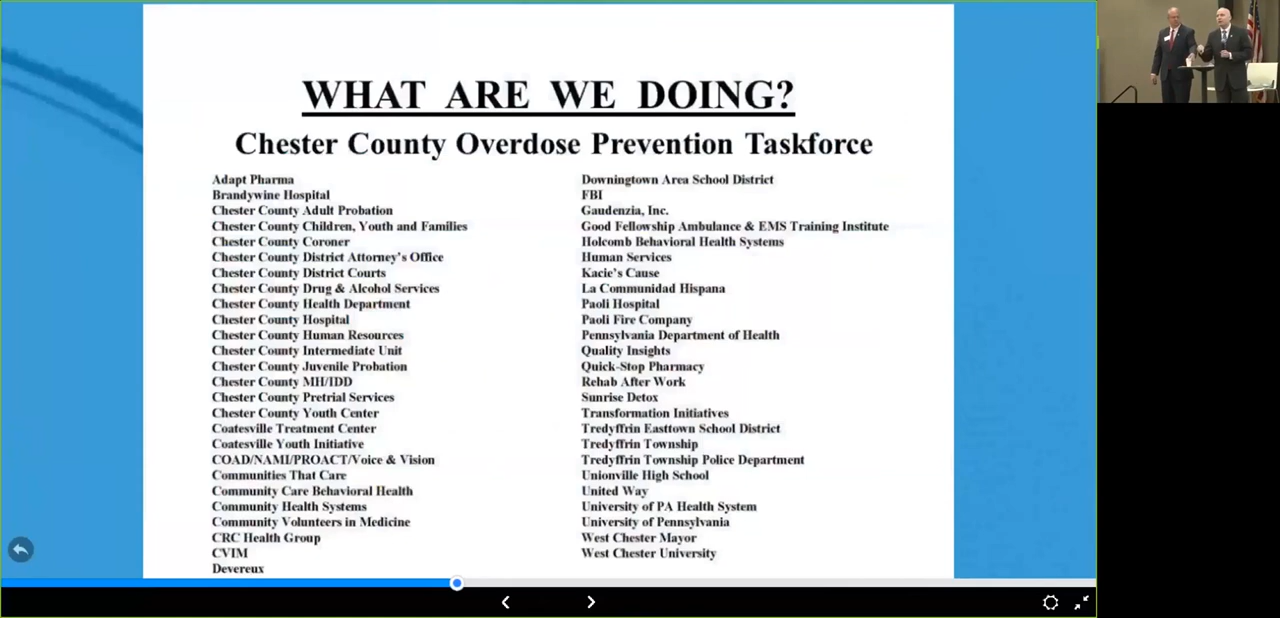 WHAT ARE WE DOING?
Chester County Overdose Prevention Taskforce
Adapt Pharma
Brandywine Hospital
Chester County Adult Probation
Chester County Children, Youth and Families
Chester County Coroner
Chester County District Attorney's Office
Chester County District Courts
Chester County Drug & Alcohol Services
Chester County Health Department
Chester County Hospital
Chester County Human Resources
Chester County Intermediate Unit
Chester County Juvenile Probation
Chester County MH/IDD
Chester County Pretrial Services
Chester County Youth Center
Coatesville Treatment Center
Coatesville Youth Initiative
COAD/NAMI/PROACT/Voice & Vision
Communities That Care
Community Care Behavioral Health
Community Health Systems
Community Volunteers in Medicine
CRC Health Group
CVIM
Devereux
Downingtown Area School District
FBI
Gaudenzia, Inc.
Good Fellowship Ambulance & EMS Training Institute
Holcomb Behavioral Health Systems
Human Services
Kacie's Cause
La Communidad Hispana
Paoli Hospital
Paoli Fire Company
Pennsylvania Department of Health
Quality Insights
Quick-Stop Pharmacy
Rehab After Work
Sunrise Detox
Transformation Initiatives
Tredyffrin Easttown School District
Tredyffrin Township
Tredyffrin Township Police Department
Unionville High School
United Way
University of PA Health System
University of Pennsylvania
West Chester Mayor
West Chester University